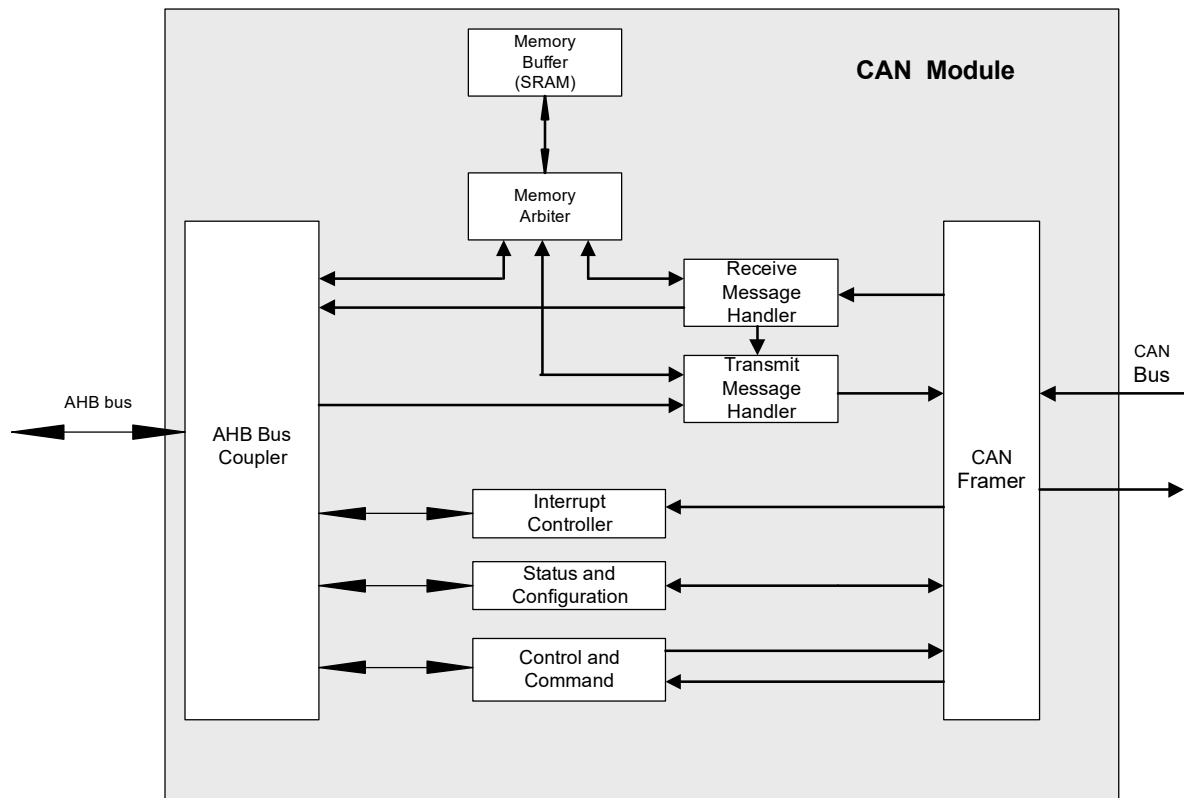 Memory
Buffer
(SRAM)
CAN Module
Memory
Arbiter
Receive
Message
Handler
Transmit
Message
Handler
CAN
Bus
AHB bus
AHB Bus
Coupler
CAN
Framer
Interrupt
Controller
Status and
Configuration
Control and
Command